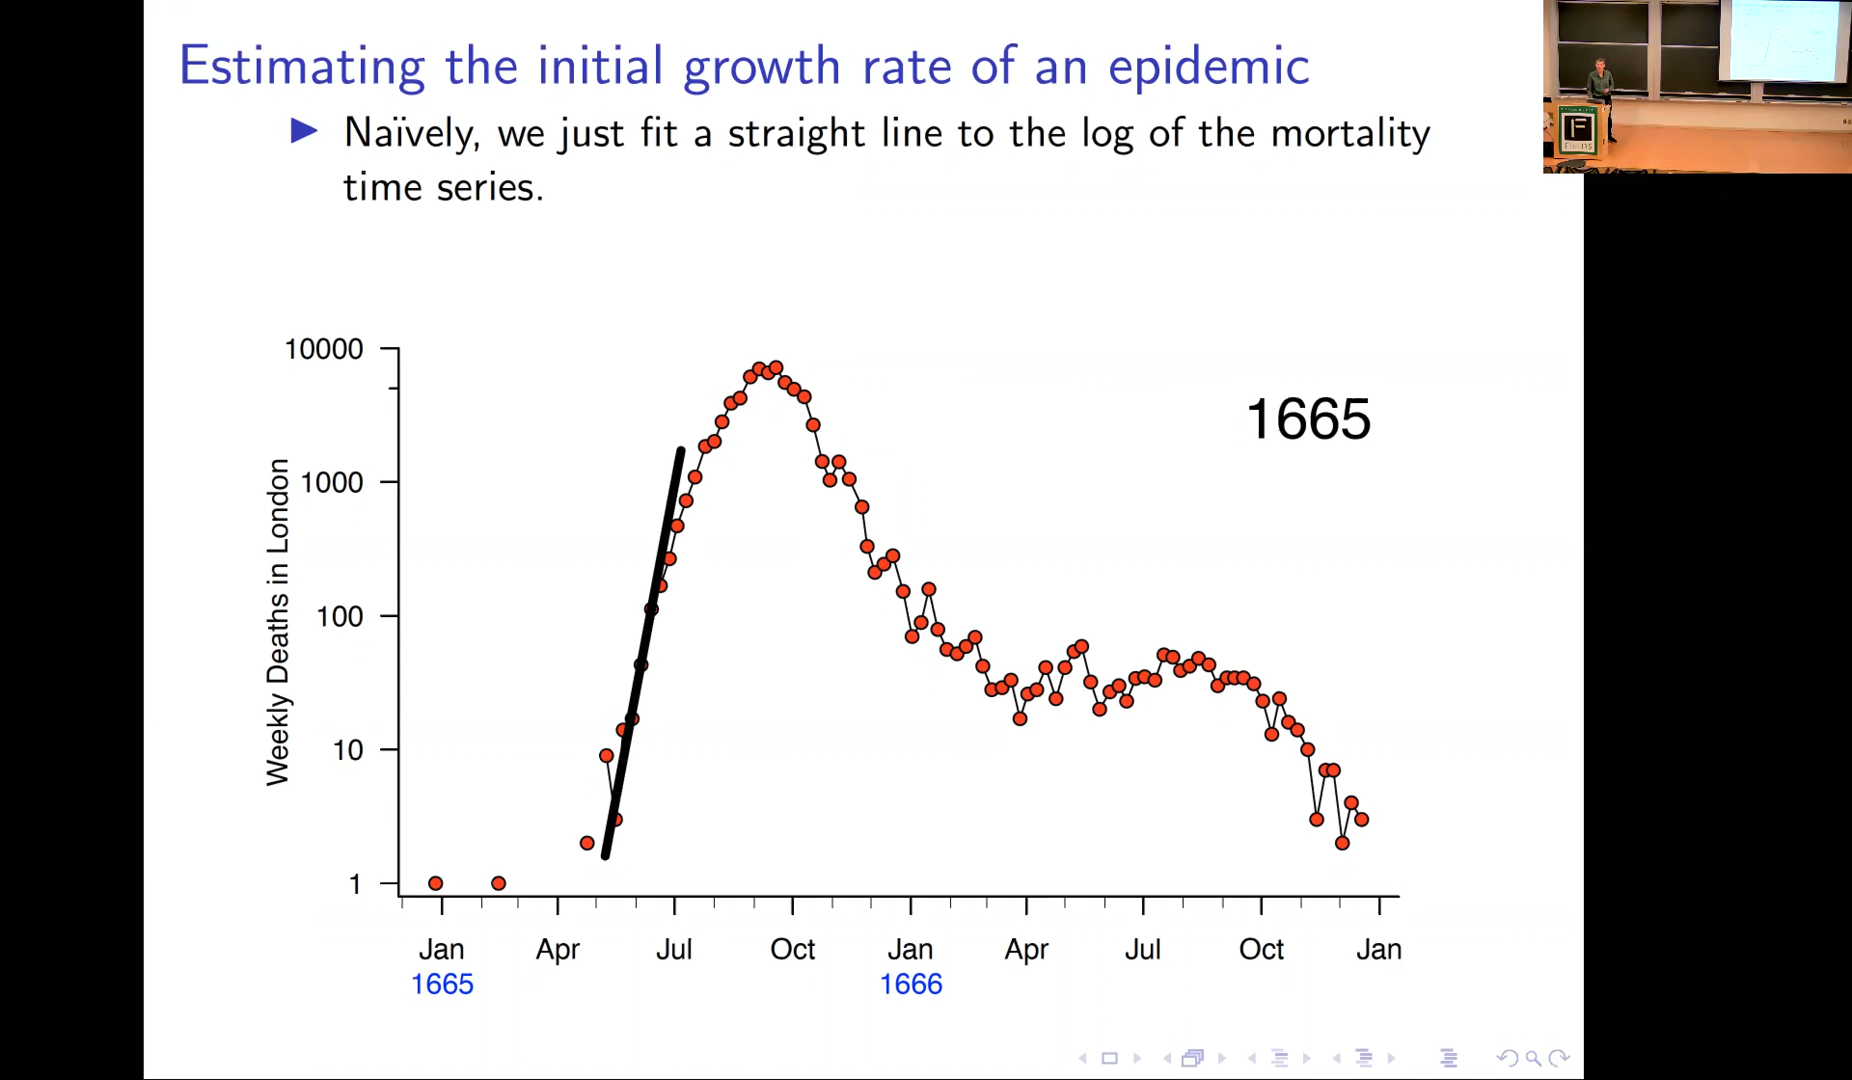 Estimating the initial growth rate of an epidemic
Naïvely, we just fit a straight line to the log of the mortality
time series.
1665
Weekly Deaths in London
10000
1000
100
10
1
Jan Apr Jul Oct Jan Apr Jul Oct Jan
1665 1666
F